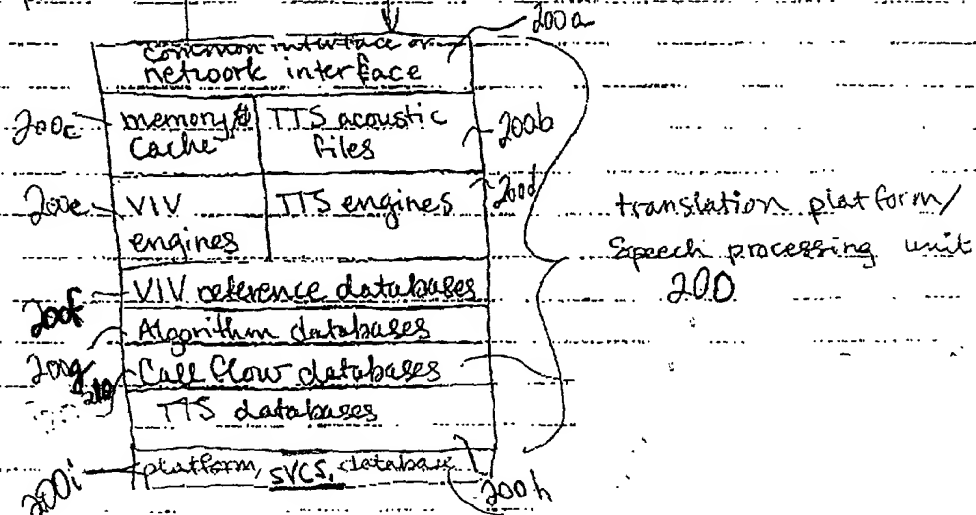 200a
common interface or
network interface
200c
memory &
Cache
TTS acoustic
files
200b
200e
VIV
engines
TTS engines
200d
translation platform/
speech processing unit
200
200f
VIV reference databases
Algorithm databases
200g
Call Flow databases
TTS databases
200i
platform, SVCS, database
200h